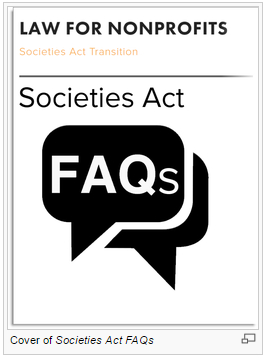 LAW FOR NONPROFITS
Societies Act Transition
Societies Act
FAQs
Cover of Societies Act FAQs